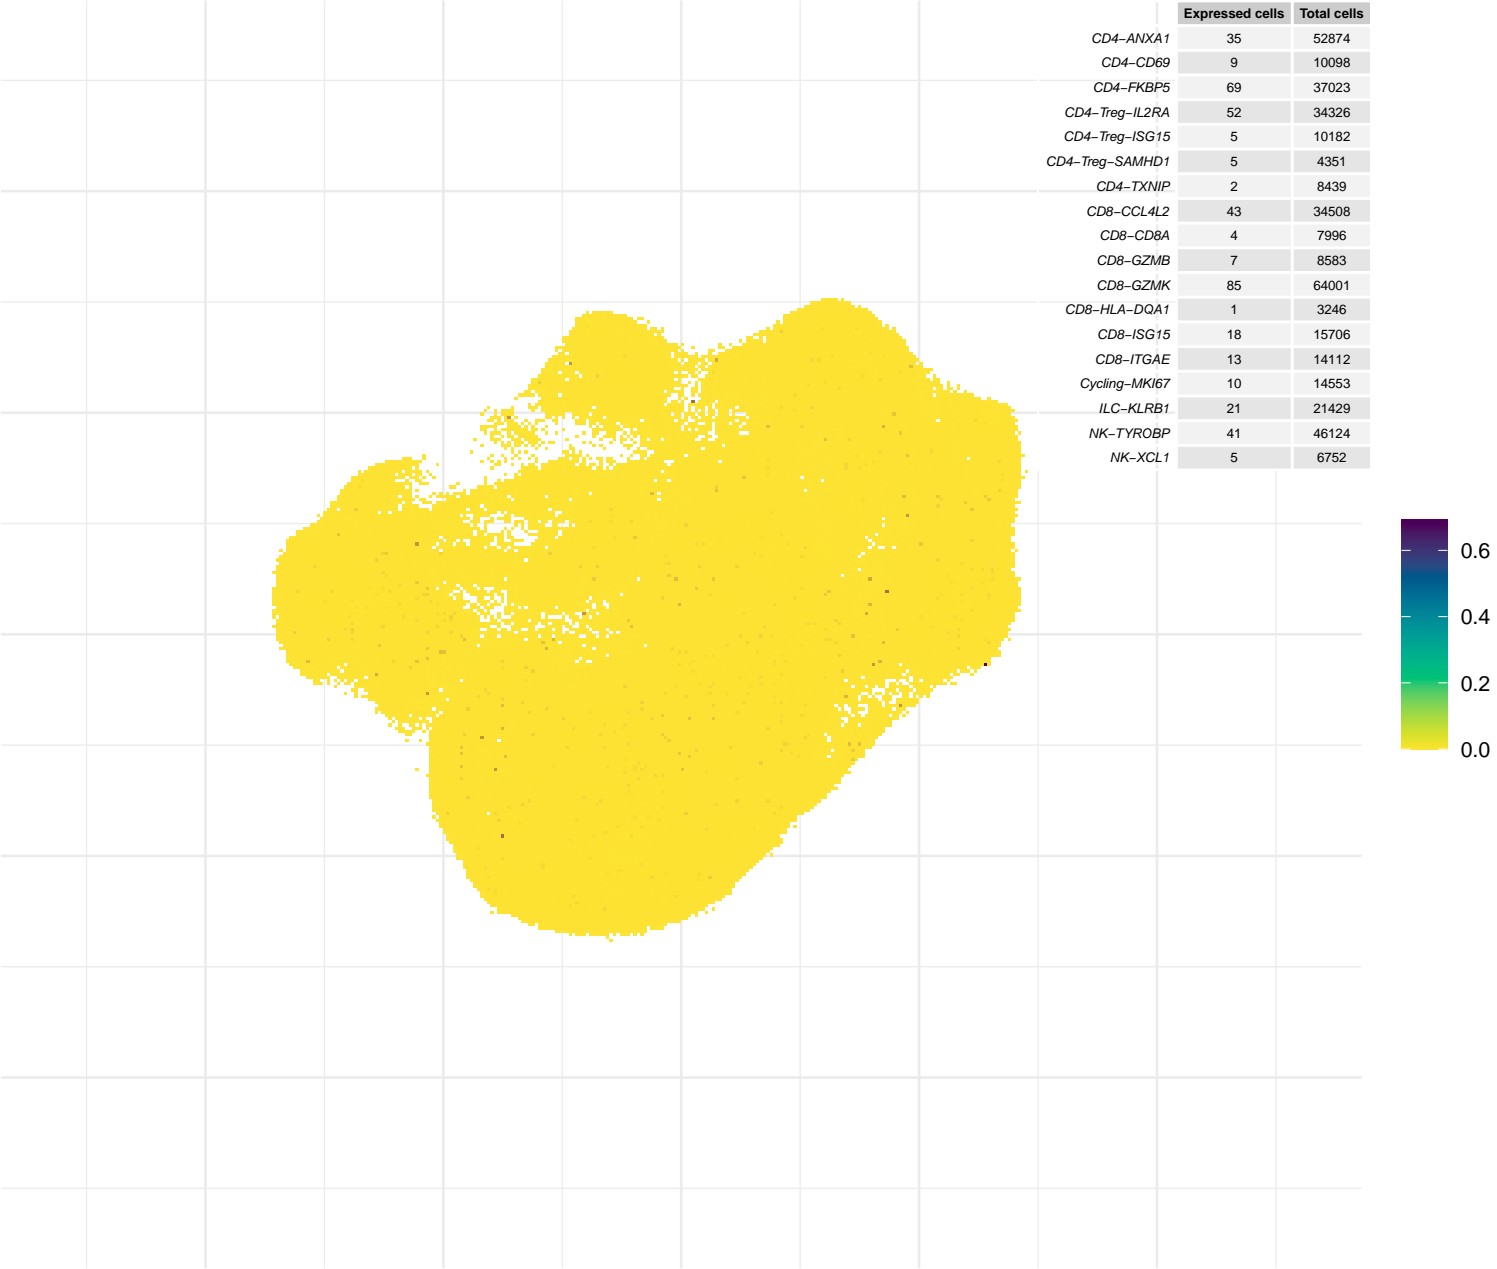 Expressed cells Total cells
CD4−ANXA1 35 52874
CD4−CD69 9 10098
CD4−FKBP5 69 37023
CD4−Treg−IL2RA 52 34326
CD4−Treg−ISG15 5 10182
CD4−Treg−SAMHD1 5 4351
CD4−TXNIP 2 8439
CD8−CCL4L2 43 34508
CD8−CD8A 4 7996
CD8−GZMB 7 8583
CD8−GZMK 85 64001
CD8−HLA−DQA1 1 3246
CD8−ISG15 18 15706
CD8−ITGAE 13 14112
Cycling−MKI67 10 14553
ILC−KLRB1 21 21429
NK−TYROBP 41 46124
NK−XCL1 5 6752
0.6
0.4
0.2
0.0